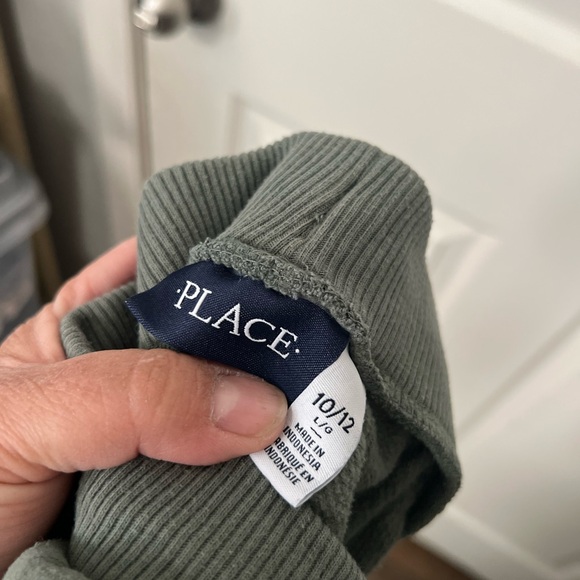 ·PLACE·
10/12
L/G
MADE IN
INDONESIA
FABRIQUÉ EN
INDONÉSIE